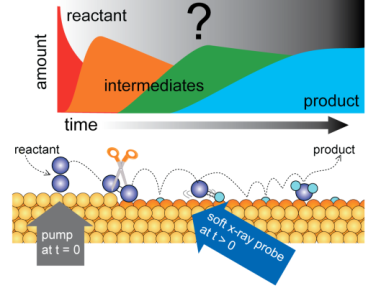 reactant
?
amount
intermediates
product
time
reactant
product
pump
at t = 0
soft x-ray probe
at t > 0